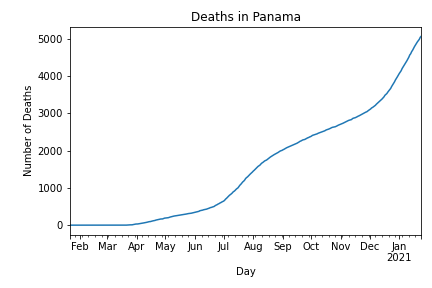 Deaths in Panama
5000
4000
3000
2000
1000
0
Number of Deaths
Feb Mar Apr May Jun Jul Aug Sep Oct Nov Dec Jan
2021
Day